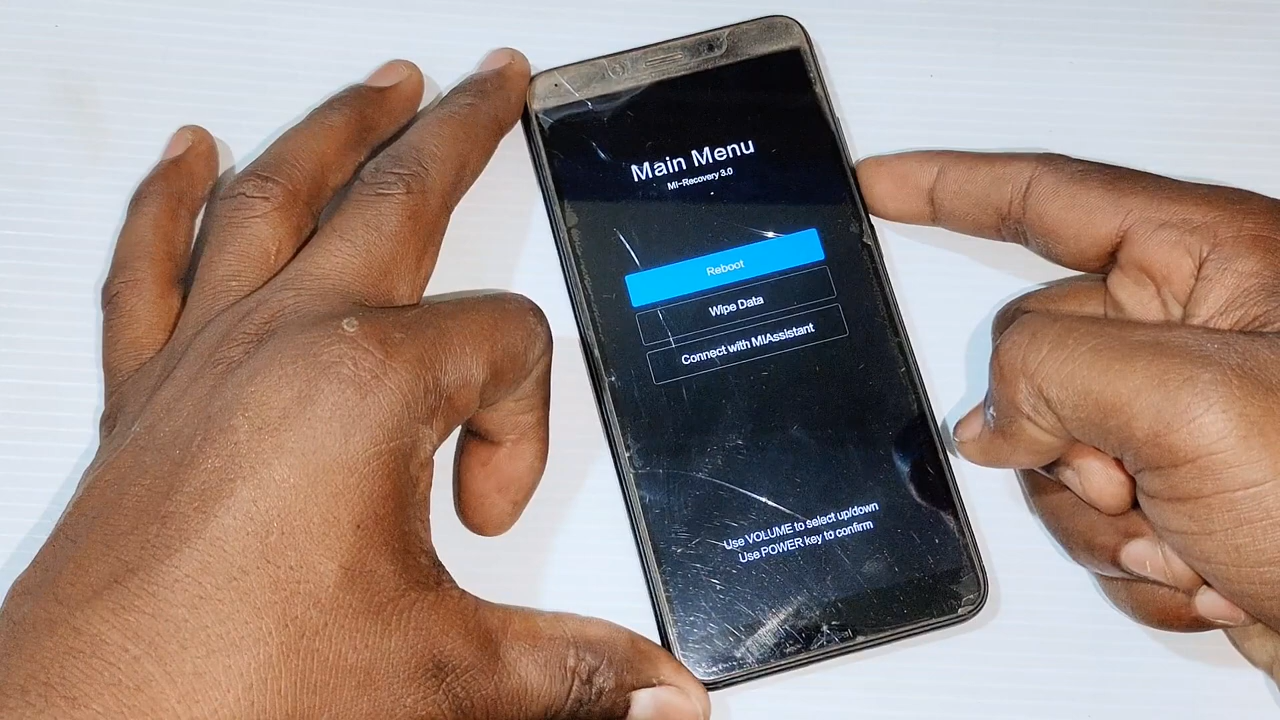 Main Menu
MI-Recovery 3.0
Reboot
Wipe Data
Connect with MIAssistant
Use VOLUME to select up/down
Use POWER key to confirm